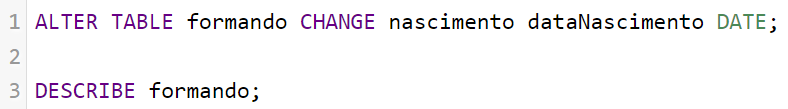 1 ALTER TABLE formando CHANGE nascimento dataNascimento DATE;
2
3 DESCRIBE formando;